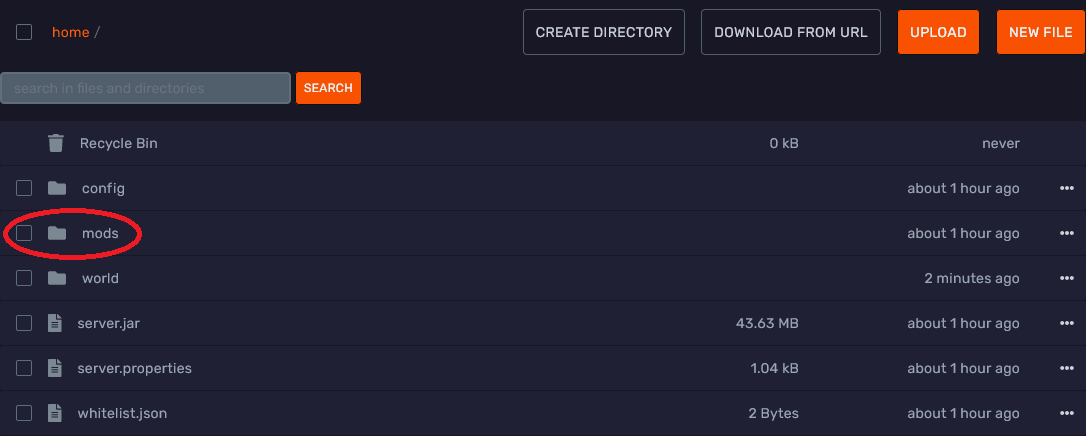 home / CREATE DIRECTORY DOWNLOAD FROM URL UPLOAD NEW FILE
search in files and directories SEARCH
Recycle Bin 0 kB never
config about 1 hour ago •••
mods about 1 hour ago •••
world 2 minutes ago •••
server.jar 43.63 MB about 1 hour ago •••
server.properties 1.04 kB about 1 hour ago •••
whitelist.json 2 Bytes about 1 hour ago •••